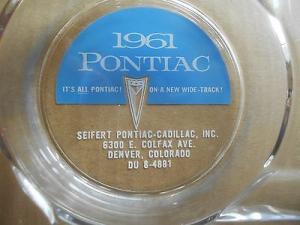 1961
PONTIAC
IT'S ALL PONTIAC! ON A NEW WIDE-TRACK!
SEIFERT PONTIAC-CADILLAC, INC.
6300 E. COLFAX AVE.
DENVER, COLORADO
DU 8-4881